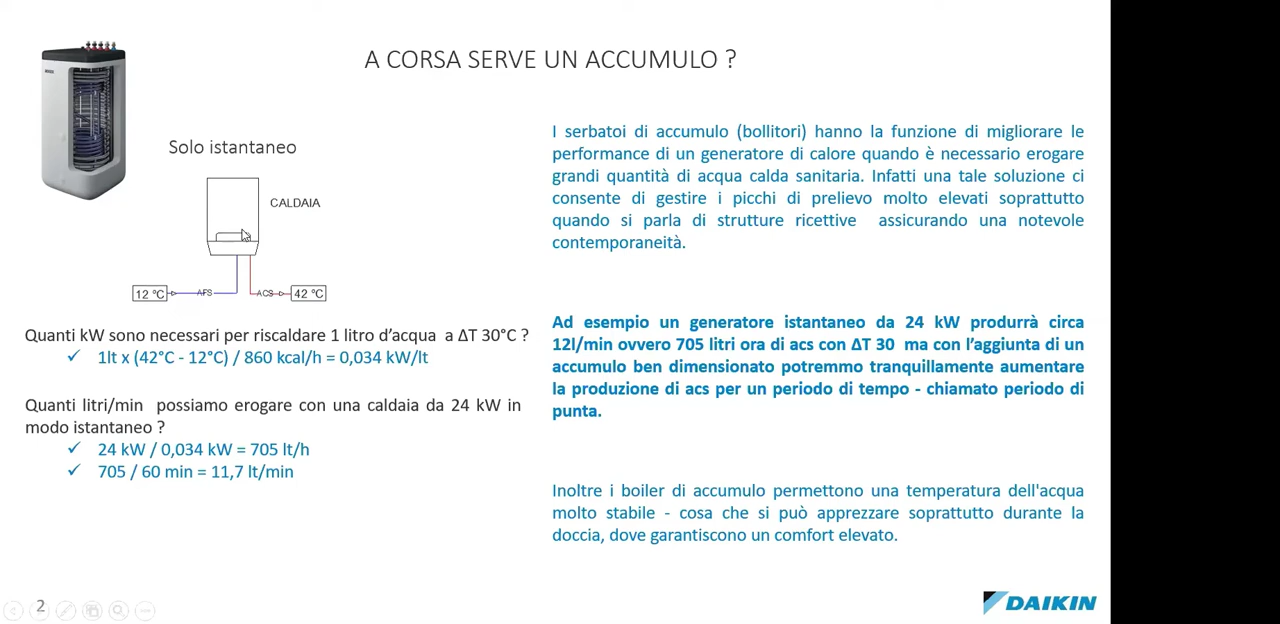 A CORSA SERVE UN ACCUMULO ?
Solo istantaneo
CALDAIA
12 °C
AFS
ACS
42 °C
Quanti kW sono necessari per riscaldare 1 litro d'acqua a ΔT 30°C ?
✓ 1lt x (42°C - 12°C) / 860 kcal/h = 0,034 kW/lt
Quanti litri/min possiamo erogare con una caldaia da 24 kW in
modo istantaneo ?
✓ 24 kW / 0,034 kW = 705 lt/h
✓ 705 / 60 min = 11,7 lt/min
I serbatoi di accumulo (bollitori) hanno la funzione di migliorare le
performance di un generatore di calore quando è necessario erogare
grandi quantità di acqua calda sanitaria. Infatti una tale soluzione ci
consente di gestire i picchi di prelievo molto elevati soprattutto
quando si parla di strutture ricettive assicurando una notevole
contemporaneità.
Ad esempio un generatore istantaneo da 24 kW produrrà circa
12l/min ovvero 705 litri ora di acs con ΔT 30 ma con l'aggiunta di un
accumulo ben dimensionato potremmo tranquillamente aumentare
la produzione di acs per un periodo di tempo - chiamato periodo di
punta.
Inoltre i boiler di accumulo permettono una temperatura dell'acqua
molto stabile - cosa che si può apprezzare soprattutto durante la
doccia, dove garantiscono un comfort elevato.
2
DAIKIN